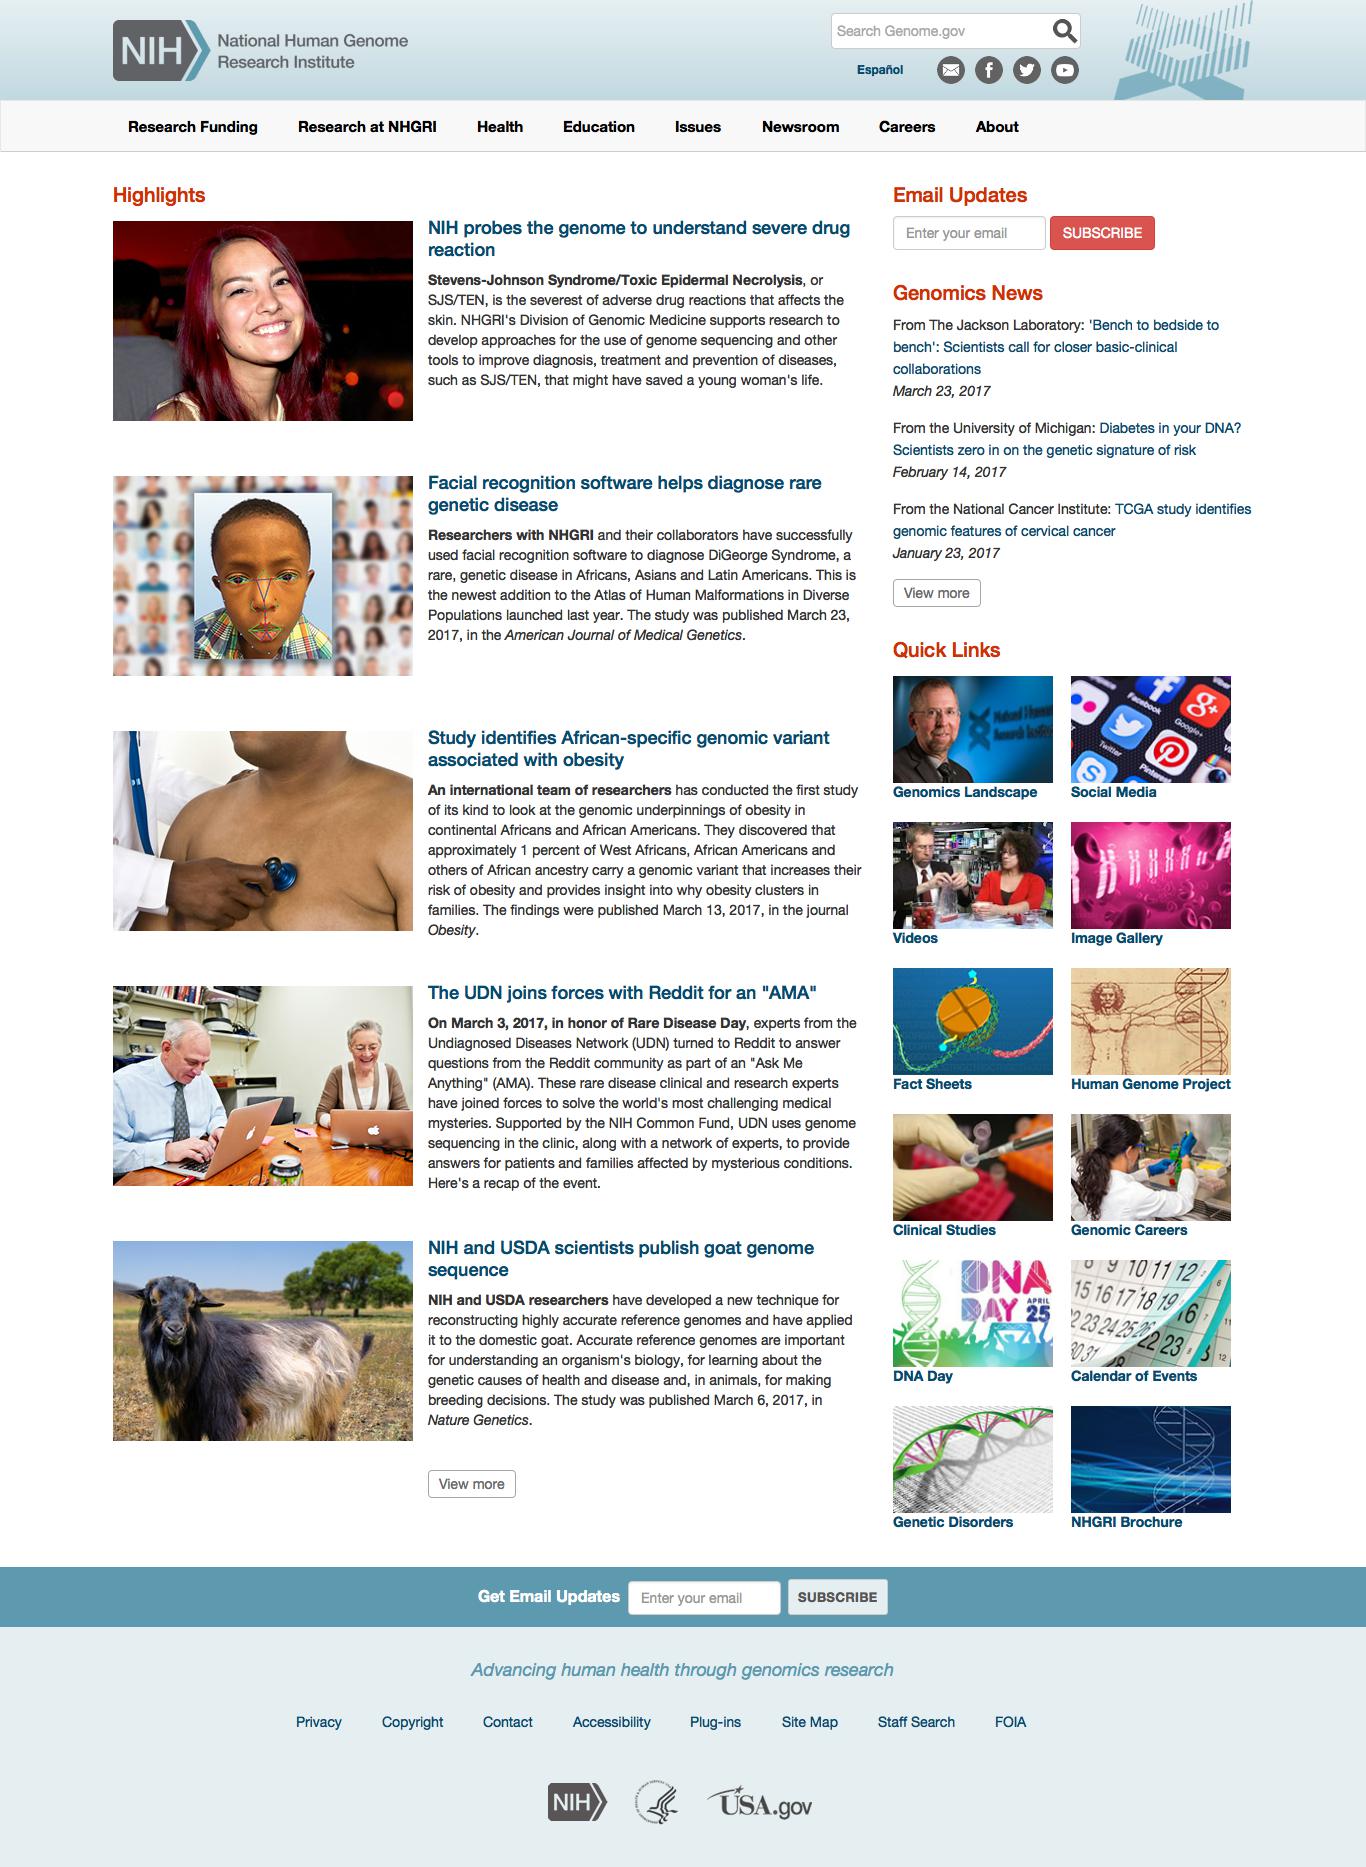 NIH
National Human Genome
Research Institute
Search Genome.gov
Español
Research Funding
Research at NHGRI
Health
Education
Issues
Newsroom
Careers
About
Highlights
NIH probes the genome to understand severe drug
reaction
Stevens-Johnson Syndrome/Toxic Epidermal Necrolysis, or
SJS/TEN, is the severest of adverse drug reactions that affects the
skin. NHGRI's Division of Genomic Medicine supports research to
develop approaches for the use of genome sequencing and other
tools to improve diagnosis, treatment and prevention of diseases,
such as SJS/TEN, that might have saved a young woman's life.
Facial recognition software helps diagnose rare
genetic disease
Researchers with NHGRI and their collaborators have successfully
used facial recognition software to diagnose DiGeorge Syndrome, a
rare, genetic disease in Africans, Asians and Latin Americans. This is
the newest addition to the Atlas of Human Malformations in Diverse
Populations launched last year. The study was published March 23,
2017, in the American Journal of Medical Genetics.
Study identifies African-specific genomic variant
associated with obesity
An international team of researchers has conducted the first study
of its kind to look at the genomic underpinnings of obesity in
continental Africans and African Americans. They discovered that
approximately 1 percent of West Africans, African Americans and
others of African ancestry carry a genomic variant that increases their
risk of obesity and provides insight into why obesity clusters in
families. The findings were published March 13, 2017, in the journal
Obesity.
The UDN joins forces with Reddit for an "AMA"
On March 3, 2017, in honor of Rare Disease Day, experts from the
Undiagnosed Diseases Network (UDN) turned to Reddit to answer
questions from the Reddit community as part of an "Ask Me
Anything" (AMA). These rare disease clinical and research experts
have joined forces to solve the world's most challenging medical
mysteries. Supported by the NIH Common Fund, UDN uses genome
sequencing in the clinic, along with a network of experts, to provide
answers for patients and families affected by mysterious conditions.
Here's a recap of the event.
NIH and USDA scientists publish goat genome
sequence
NIH and USDA researchers have developed a new technique for
reconstructing highly accurate reference genomes and have applied
it to the domestic goat. Accurate reference genomes are important
for understanding an organism's biology, for learning about the
genetic causes of health and disease and, in animals, for making
breeding decisions. The study was published March 6, 2017, in
Nature Genetics.
View more
Email Updates
Enter your email
SUBSCRIBE
Genomics News
From The Jackson Laboratory: 'Bench to bedside to
bench': Scientists call for closer basic-clinical
collaborations
March 23, 2017
From the University of Michigan: Diabetes in your DNA?
Scientists zero in on the genetic signature of risk
February 14, 2017
From the National Cancer Institute: TCGA study identifies
genomic features of cervical cancer
January 23, 2017
View more
Quick Links
Facebook
Google+
Twitter
Pinterest
Genomics Landscape
Social Media
Videos
Image Gallery
Fact Sheets
Human Genome Project
Clinical Studies
Genomic Careers
DNA
DAY APRIL
25
8 9 10 11 12
15 16 17 18 19
22 23 24 25 26
30 31
DNA Day
Calendar of Events
Genetic Disorders
NHGRI Brochure
Get Email Updates
Enter your email
SUBSCRIBE
Advancing human health through genomics research
Privacy
Copyright
Contact
Accessibility
Plug-ins
Site Map
Staff Search
FOIA
NIH
USA.gov